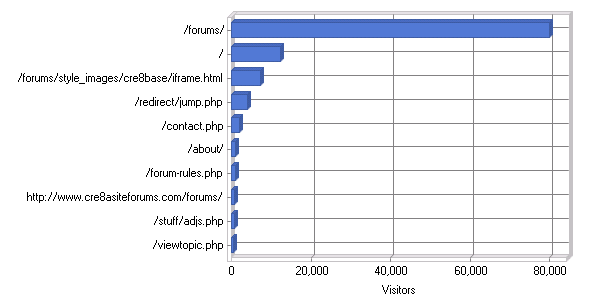 /forums/
/
/forums/style_images/cre8base/iframe.html
/redirect/jump.php
/contact.php
/about/
/forum-rules.php
http://www.cre8asiteforums.com/forums/
/stuff/adjs.php
/viewtopic.php
0 20,000 40,000 60,000 80,000
Visitors